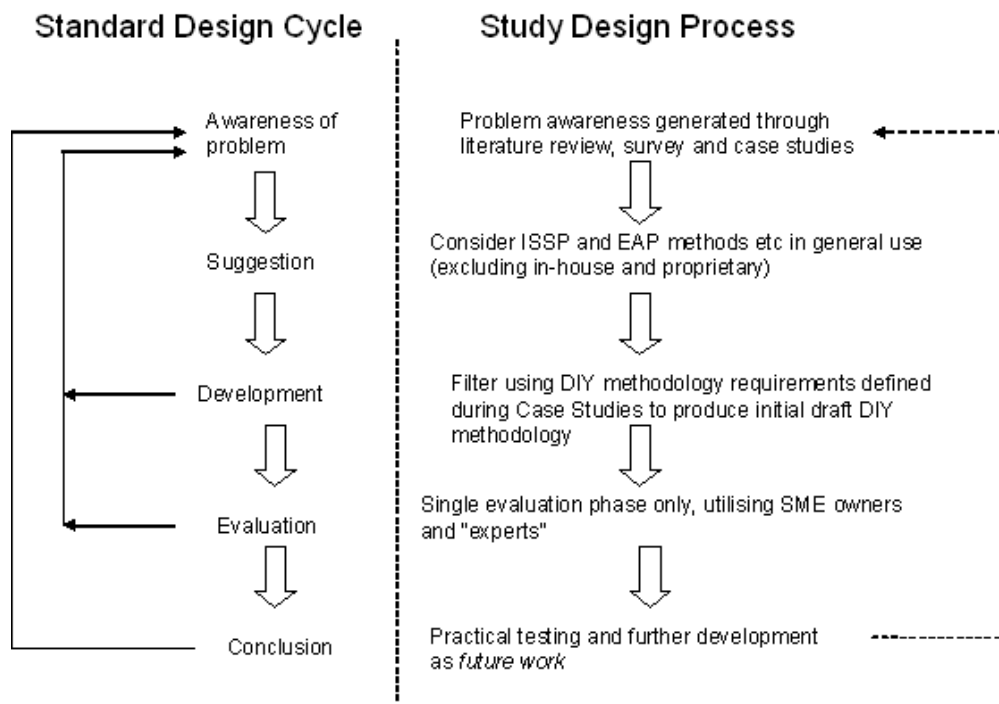 Standard Design Cycle
Study Design Process
Awareness of
problem
Problem awareness generated through
literature review, survey and case studies
Suggestion
Consider ISSP and EAP methods etc in general use
(excluding in-house and proprietary)
Development
Filter using DIY methodology requirements defined
during Case Studies to produce initial draft DIY
methodology
Evaluation
Single evaluation phase only, utilising SME owners
and "experts"
Conclusion
Practical testing and further development
as future work